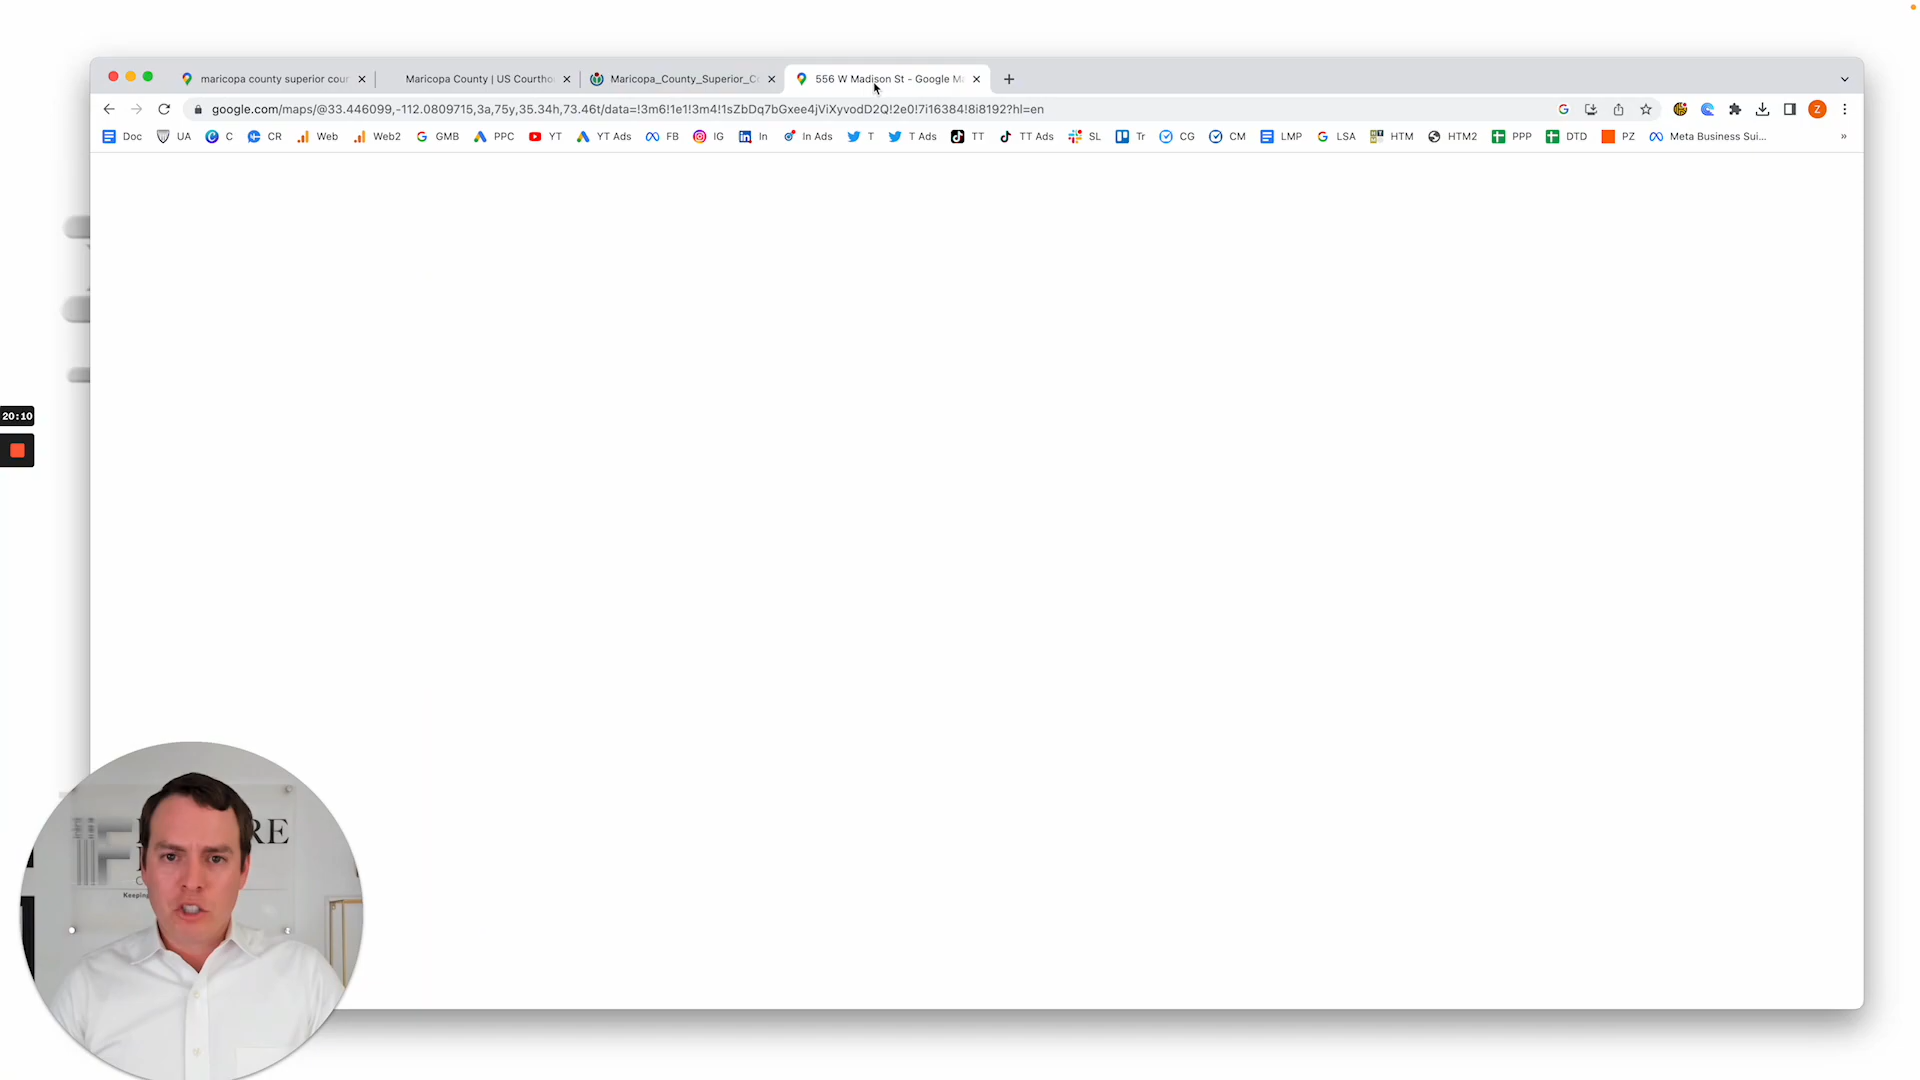 maricopa county superior cour
Maricopa County | US Courtho
Maricopa_County_Superior_C
556 W Madison St - Google M
google.com/maps/@33.446099,-112.0809715,3a,75y,35.34h,73.46t/data=!3m6!1e1!3m4!1sZbDq7bGxee4jViXyvodD2Q!2e0!7i16384!8i8192?hl=en
Z
Doc UA C CR Web Web2 GMB PPC YT YT Ads FB IG In In Ads T T Ads TT TT Ads SL Tr CG CM LMP LSA HTM HTM2 PPP DTD PZ Meta Business Sui... »
20:10
RE
Keeping